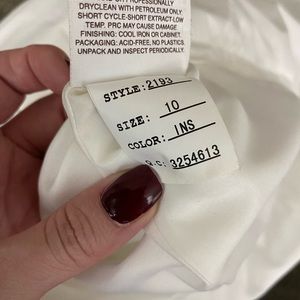 PROFESSIONALLY
DRYCLEAN WITH PETROLEUM ONLY
SHORT CYCLE-SHORT EXTRACT-LOW
TEMP. PRC MAY CAUSE DAMAGE
FINISHING: COOL IRON OR CABINET.
PACKAGING: ACID-FREE, NO PLASTICS.
UNPACK AND INSPECT PERIODICALLY.
STYLE: 2193
SIZE: 10
COLOR: INS
Q.C: 3254613